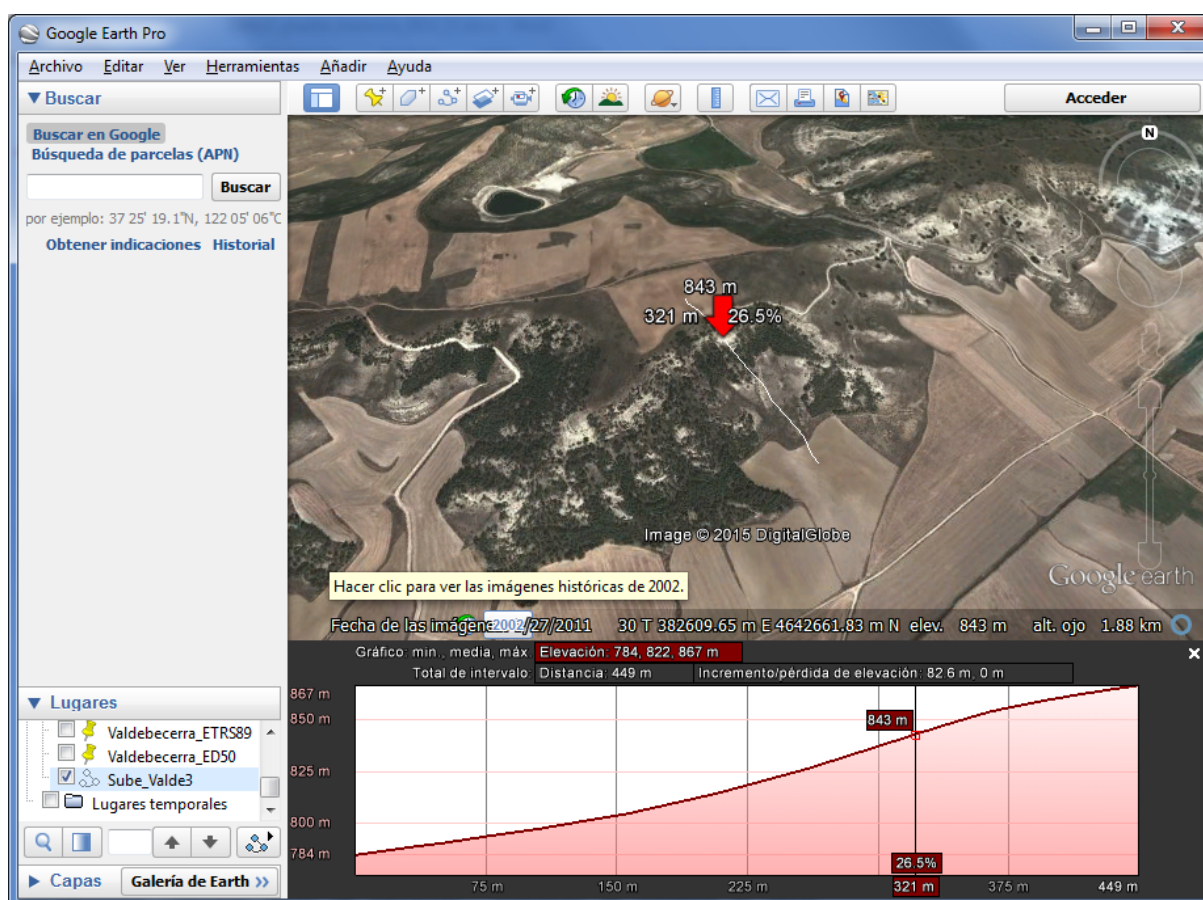 Google Earth Pro
Archivo Editar Ver Herramientas Añadir Ayuda
Buscar
Acceder
Buscar en Google
Búsqueda de parcelas (APN)
Buscar
por ejemplo: 37 25' 19.1"N, 122 05' 06"C
Obtener indicaciones Historial
N
843 m
321 m 26.5%
Image © 2015 DigitalGlobe
Google earth
Hacer clic para ver las imágenes históricas de 2002.
Fecha de las imágene 2002 2/27/2011 30 T 382609.65 m E 4642661.83 m N elev. 843 m alt. ojo 1.88 km
Gráfico: min., media, máx. Elevación: 784, 822, 867 m
Total de intervalo: Distancia: 449 m Incremento/pérdida de elevación: 82.6 m, 0 m
867 m
850 m
843 m
825 m
800 m
784 m
26.5%
75 m 150 m 225 m 321 m 375 m 449 m
Lugares
Valdebecerra_ETRS89
Valdebecerra_ED50
Sube_Valde3
Lugares temporales
Capas Galería de Earth >>